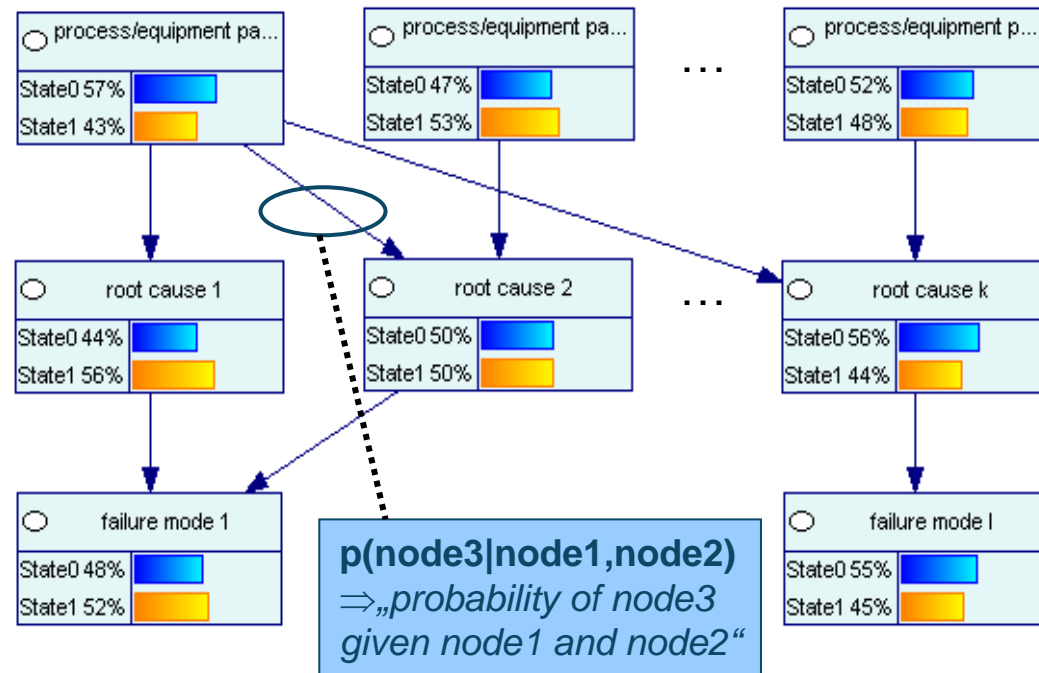 process/equipment pa...
State0 57%
State1 43%
process/equipment pa...
State0 47%
State1 53%
...
process/equipment p...
State0 52%
State1 48%
root cause 1
State0 44%
State1 56%
root cause 2
State0 50%
State1 50%
...
root cause k
State0 56%
State1 44%
failure mode 1
State0 48%
State1 52%
p(node3|node1,node2)
⇒„probability of node3
given node1 and node2“
failure mode l
State0 55%
State1 45%